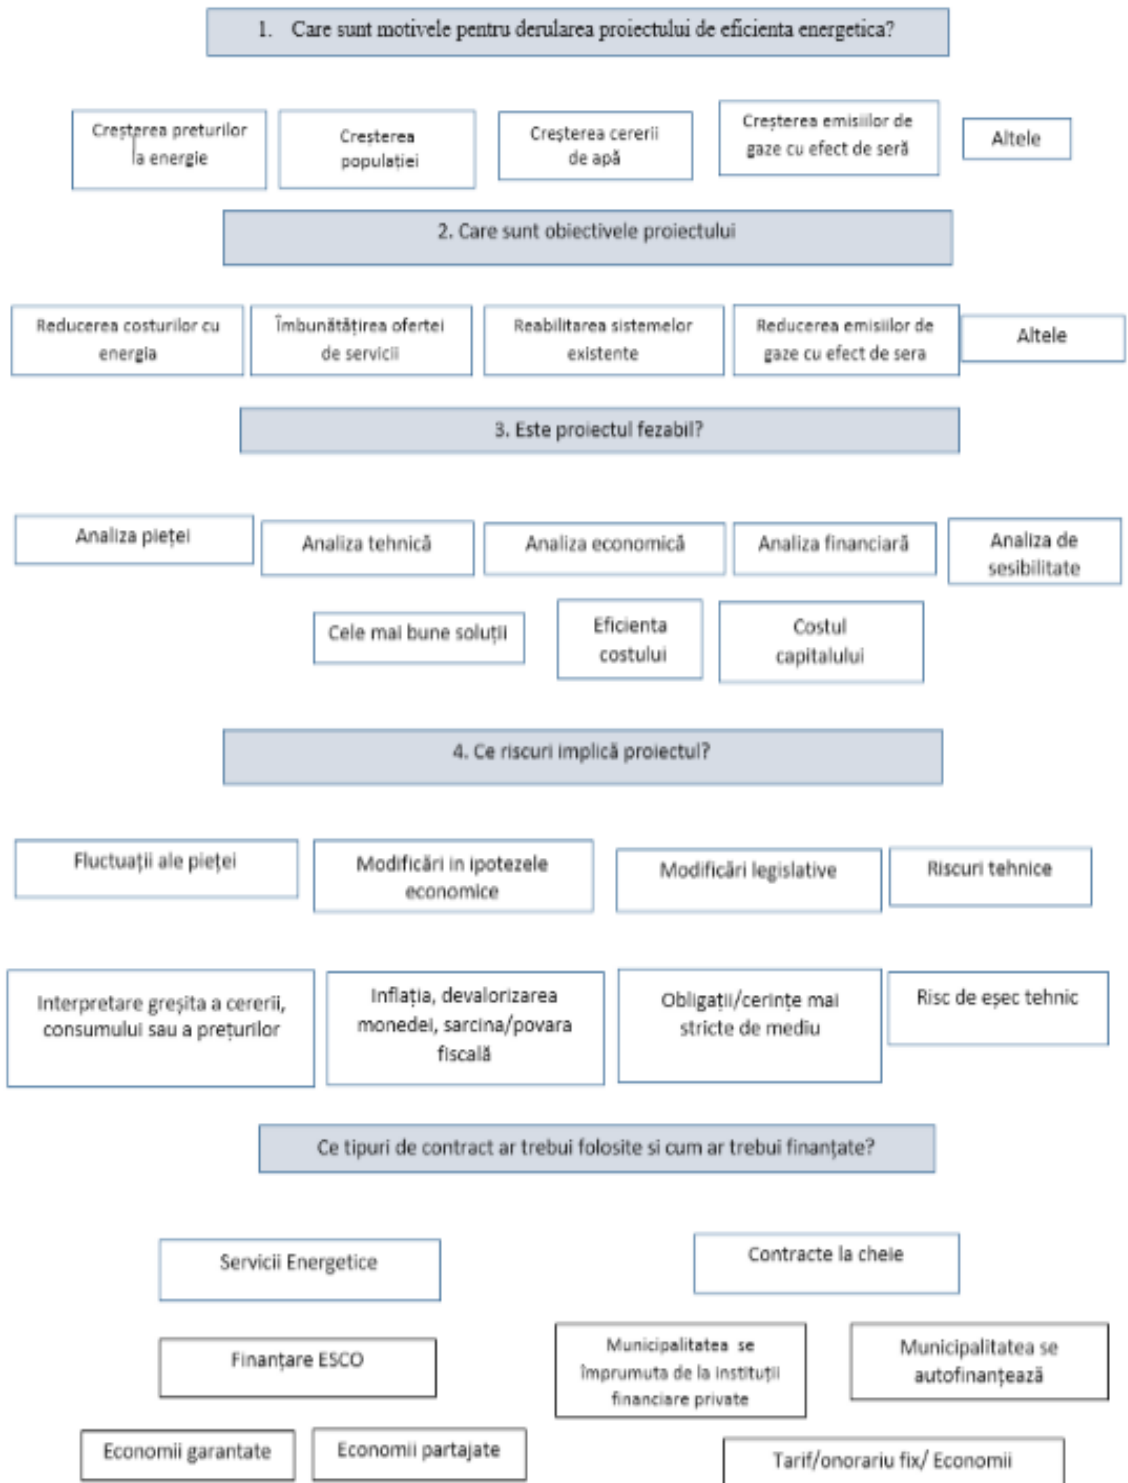 1. Care sunt motivele pentru derularea proiectului de eficienta energetica?
Creșterea preturilor
la energie
Creșterea
populației
Creșterea cererii
de apă
Creșterea emisiilor de
gaze cu efect de seră
Altele
2. Care sunt obiectivele proiectului
Reducerea costurilor cu
energia
Îmbunătățirea ofertei
de servicii
Reabilitarea sistemelor
existente
Reducerea emisiilor de
gaze cu efect de sera
Altele
3. Este proiectul fezabil?
Analiza pieței
Analiza tehnică
Analiza economică
Analiza financiară
Analiza de
sesibilitate
Cele mai bune soluții
Eficienta
costului
Costul
capitalului
4. Ce riscuri implică proiectul?
Fluctuații ale pieței
Modificări in ipotezele
economice
Modificări legislative
Riscuri tehnice
Interpretare greșita a cererii,
consumului sau a prețurilor
Inflația, devalorizarea
monedei, sarcina/povara
fiscală
Obligații/cerințe mai
stricte de mediu
Risc de eșec tehnic
Ce tipuri de contract ar trebui folosite si cum ar trebui finanțate?
Servicii Energetice
Contracte la cheie
Finanțare ESCO
Municipalitatea se
împrumuta de la instituții
financiare private
Municipalitatea se
autofinanțează
Economii garantate
Economii partajate
Tarif/onorariu fix/ Economii